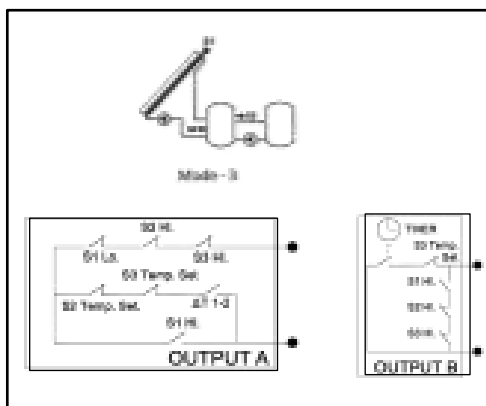 S1
Mode - 3
S2 Hi.
S1 Lo. S3 Hi.
S3 Temp. Set
S2 Temp. Set. ΔT 1-2
S1 Hi.
OUTPUT A
TIMER
S3 Temp.
Set.
S1 Hi.
S2 Hi.
S3 Hi.
OUTPUT B